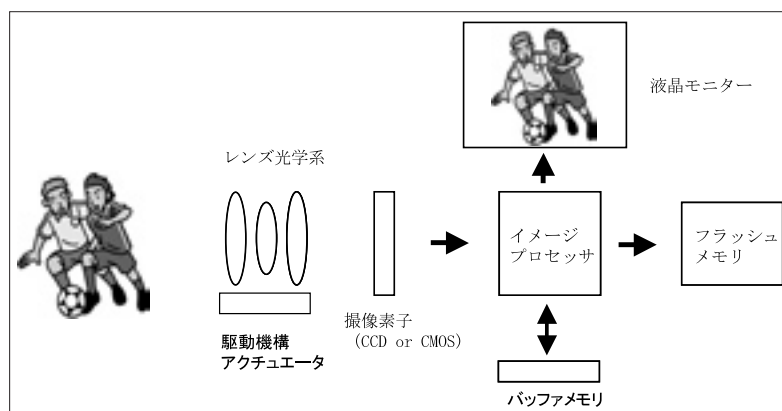 液晶モニター
レンズ光学系
イメージ
プロセッサ
フラッシュ
メモリ
撮像素子
(CCD or CMOS)
駆動機構
アクチュエータ
バッファメモリ